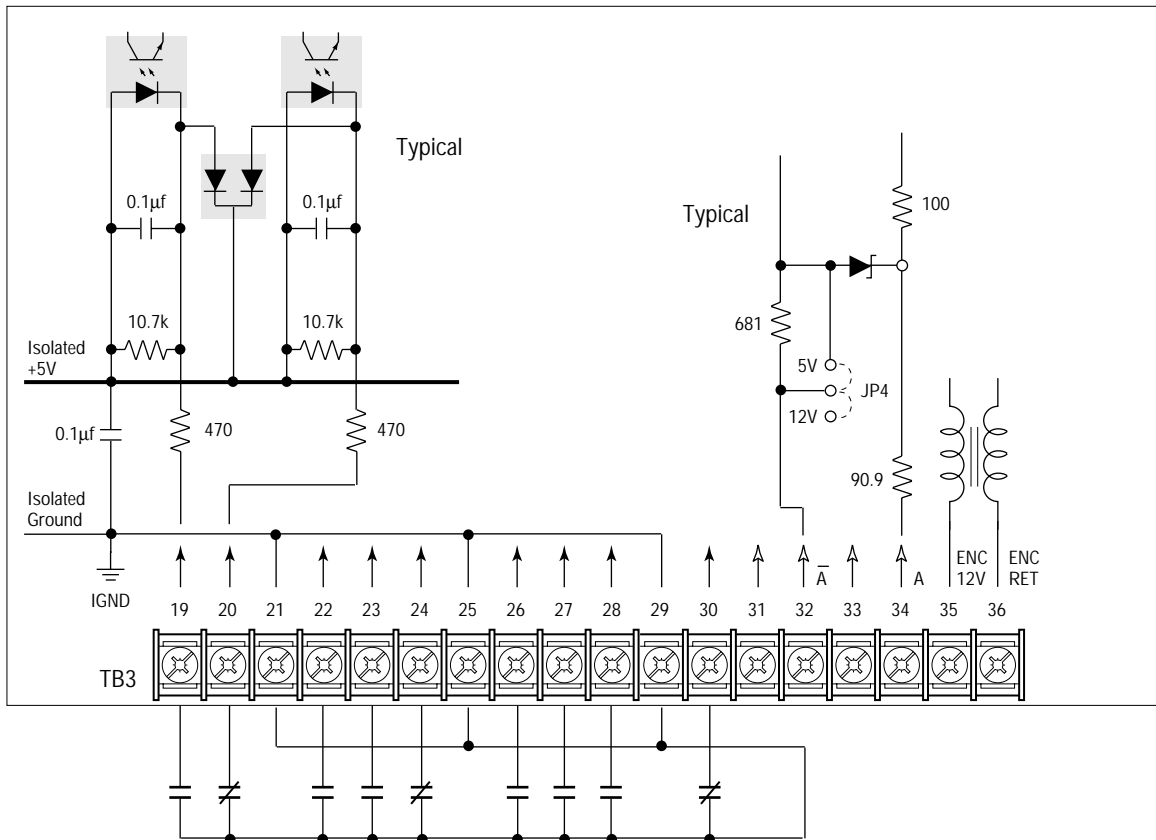 Typical
0.1µf
0.1µf
10.7k
10.7k
Isolated
+5V
0.1µf
470
470
Isolated
Ground
IGND
Typical
100
681
5V
JP4
12V
90.9
A̅
A
ENC
12V
ENC
RET
19 20 21 22 23 24 25 26 27 28 29 30 31 32 33 34 35 36
TB3